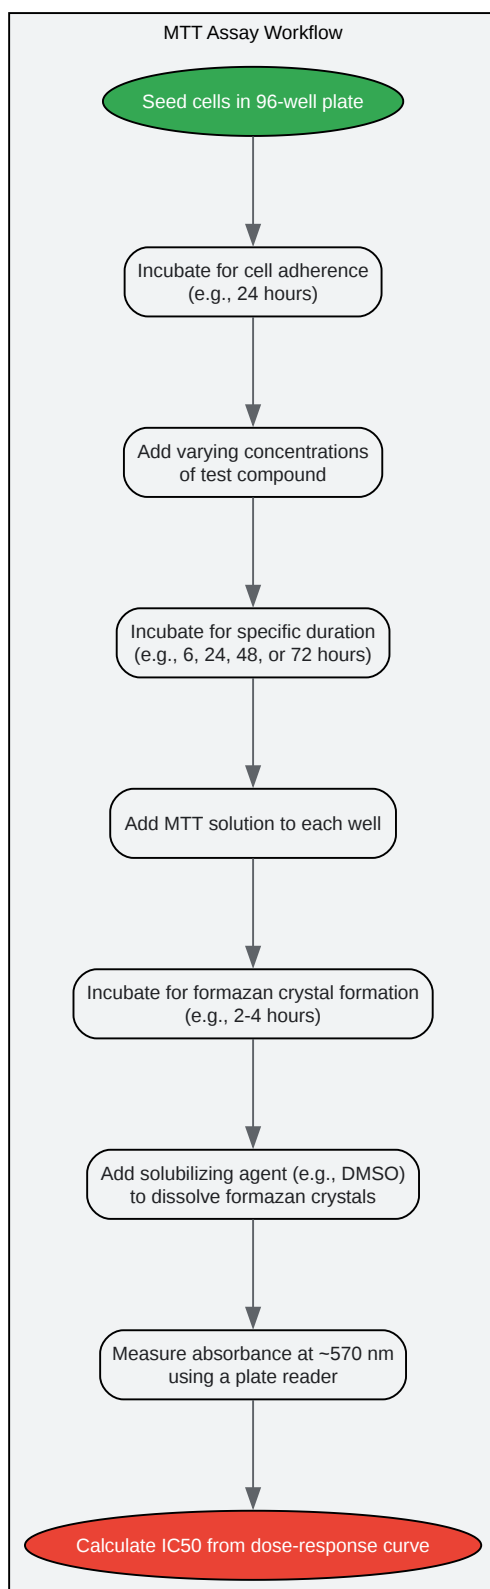 MTT Assay Workflow
Seed cells in 96-well plate
Incubate for cell adherence
(e.g., 24 hours)
Add varying concentrations
of test compound
Incubate for specific duration
(e.g., 6, 24, 48, or 72 hours)
Add MTT solution to each well
Incubate for formazan crystal formation
(e.g., 2-4 hours)
Add solubilizing agent (e.g., DMSO)
to dissolve formazan crystals
Measure absorbance at ~570 nm
using a plate reader
Calculate IC50 from dose-response curve